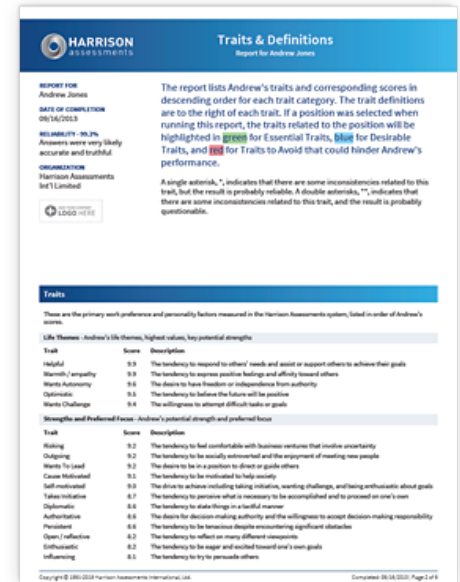 HARRISON
assessments
Traits & Definitions
Report for Andrew Jones
REPORT FOR
Andrew Jones
DATE OF COMPLETION
09/16/2013
RELIABILITY - 99.2%
Answers were very likely
accurate and truthful
ORGANIZATION
Harrison Assessments
Int'l Limited
LOGO HERE
The report lists Andrew's traits and corresponding scores in
descending order for each trait category. The trait definitions
are to the right of each trait. If a position was selected when
running this report, the traits related to the position will be
highlighted in green for Essential Traits, blue for Desirable
Traits, and red for Traits to Avoid that could hinder Andrew's
performance.
A single asterisk, *, indicates that there are some inconsistencies related to this
trait, but the result is probably reliable. A double asterisks, **, indicates that
there are some inconsistencies related to this trait, and the result is probably
questionable.
Traits
These are the primary work preference and personality factors measured in the Harrison Assessments system, listed in order of Andrew's
scores.
Life Themes - Andrew's life themes, highest values, key potential strengths
Trait Score Description
Helpful 9.9 The tendency to respond to others' needs and assist or support others to achieve their goals
Warmth / empathy 9.9 The tendency to express positive feelings and affinity toward others
Wants Autonomy 9.6 The desire to have freedom or independence from authority
Optimistic 9.5 The tendency to believe the future will be positive
Wants Challenge 9.4 The willingness to attempt difficult tasks or goals
Strengths and Preferred Focus - Andrew's potential strength and preferred focus
Trait Score Description
Risking 9.2 The tendency to feel comfortable with business ventures that involve uncertainty
Outgoing 9.2 The tendency to be socially extroverted and the enjoyment of meeting new people
Wants To Lead 9.2 The desire to be in a position to direct or guide others
Cause Motivated 9.1 The tendency to be motivated to help society
Self-motivated 9.0 The drive to achieve including taking initiative, wanting challenge, and being enthusiastic about goals
Takes Initiative 8.7 The tendency to perceive what is necessary to be accomplished and to proceed on one's own
Diplomatic 8.6 The tendency to state things in a tactful manner
Authoritative 8.6 The desire for decision-making authority and the willingness to accept decision-making responsibility
Persistent 8.6 The tendency to be tenacious despite encountering significant obstacles
Open / reflective 8.2 The tendency to reflect on many different viewpoints
Enthusiastic 8.2 The tendency to be eager and excited toward one's own goals
Influencing 8.1 The tendency to try to persuade others
Copyright © 1991-2018 Harrison Assessments International, Ltd.
Completed: 09/16/2013, Page 2 of 6